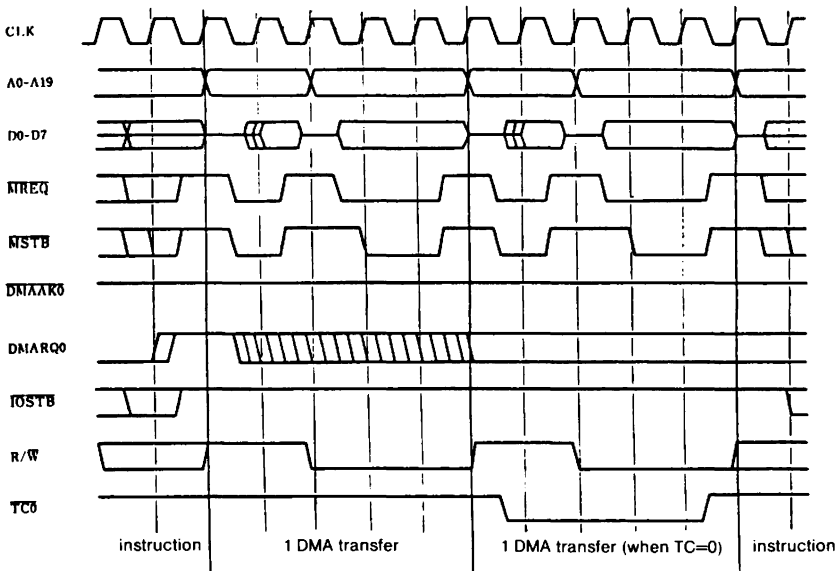 CLK
A0-A19
D0-D7
MREQ
MSTB
DMAAK0
DMARQ0
IOSTB
R/W
TC0
instruction
1 DMA transfer
1 DMA transfer (when TC=0)
instruction